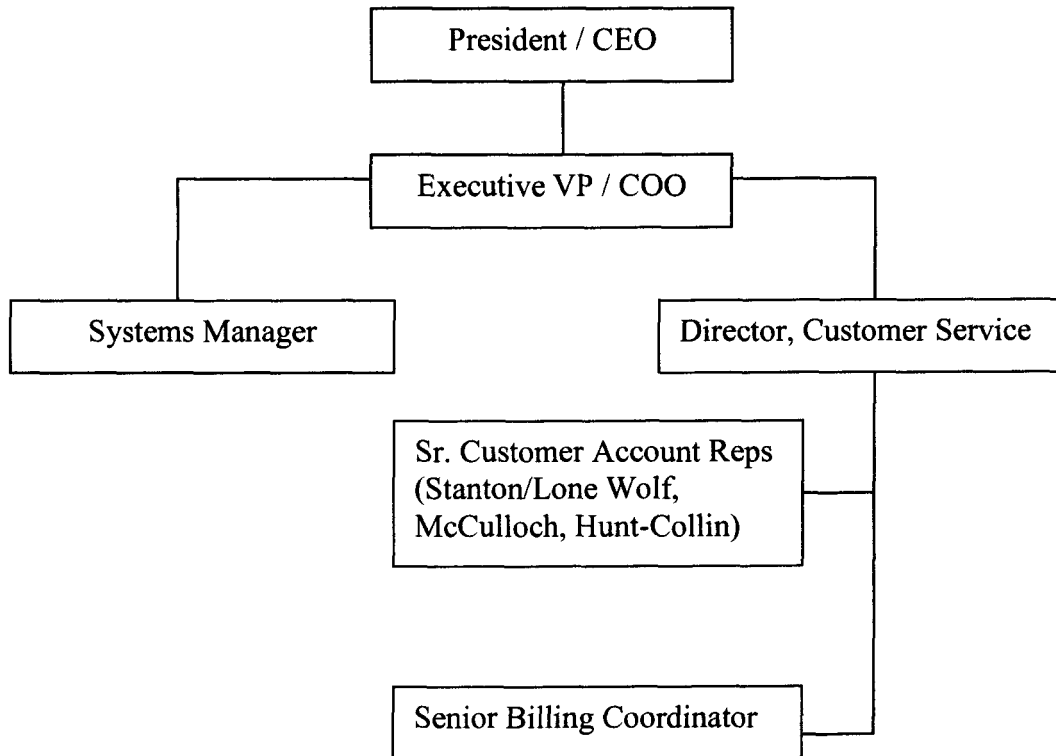 President / CEO
Executive VP / COO
Systems Manager
Director, Customer Service
Sr. Customer Account Reps
(Stanton/Lone Wolf,
McCulloch, Hunt-Collin)
Senior Billing Coordinator